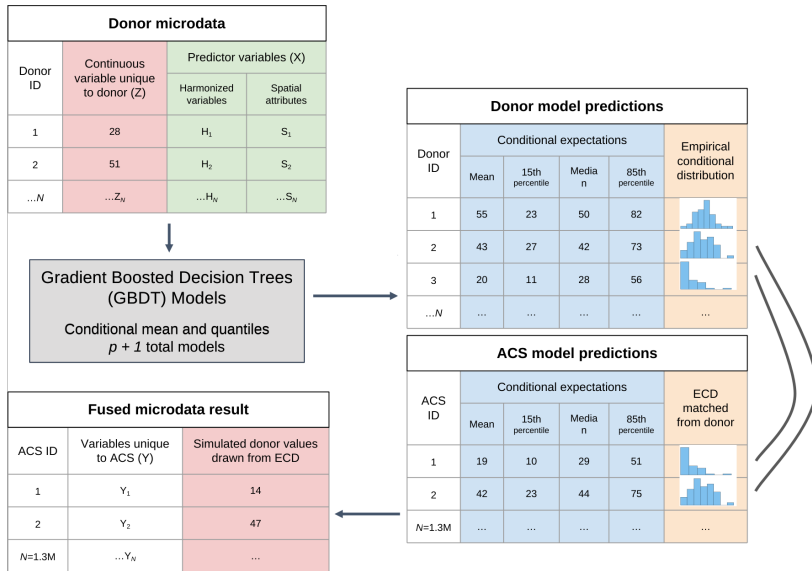 Donor microdata
Donor ID
Continuous variable unique to donor (Z)
Predictor variables (X)
Harmonized variables
Spatial attributes
1 28 H1 S1
2 51 H2 S2
...N ...ZN ...HN ...SN
Gradient Boosted Decision Trees
(GBDT) Models
Conditional mean and quantiles
p + 1 total models
Fused microdata result
ACS ID
Variables unique to ACS (Y)
Simulated donor values drawn from ECD
1 Y1 14
2 Y2 47
N=1.3M ...YN ...
Donor model predictions
Donor ID
Conditional expectations
Empirical conditional distribution
Mean
15th percentile
Media
n
85th percentile
1 55 23 50 82
2 43 27 42 73
3 20 11 28 56
...N ... ... ... ... ...
ACS model predictions
ACS ID
Conditional expectations
ECD matched from donor
Mean
15th percentile
Media
n
85th percentile
1 19 10 29 51
2 42 23 44 75
N=1.3M ... ... ... ... ...